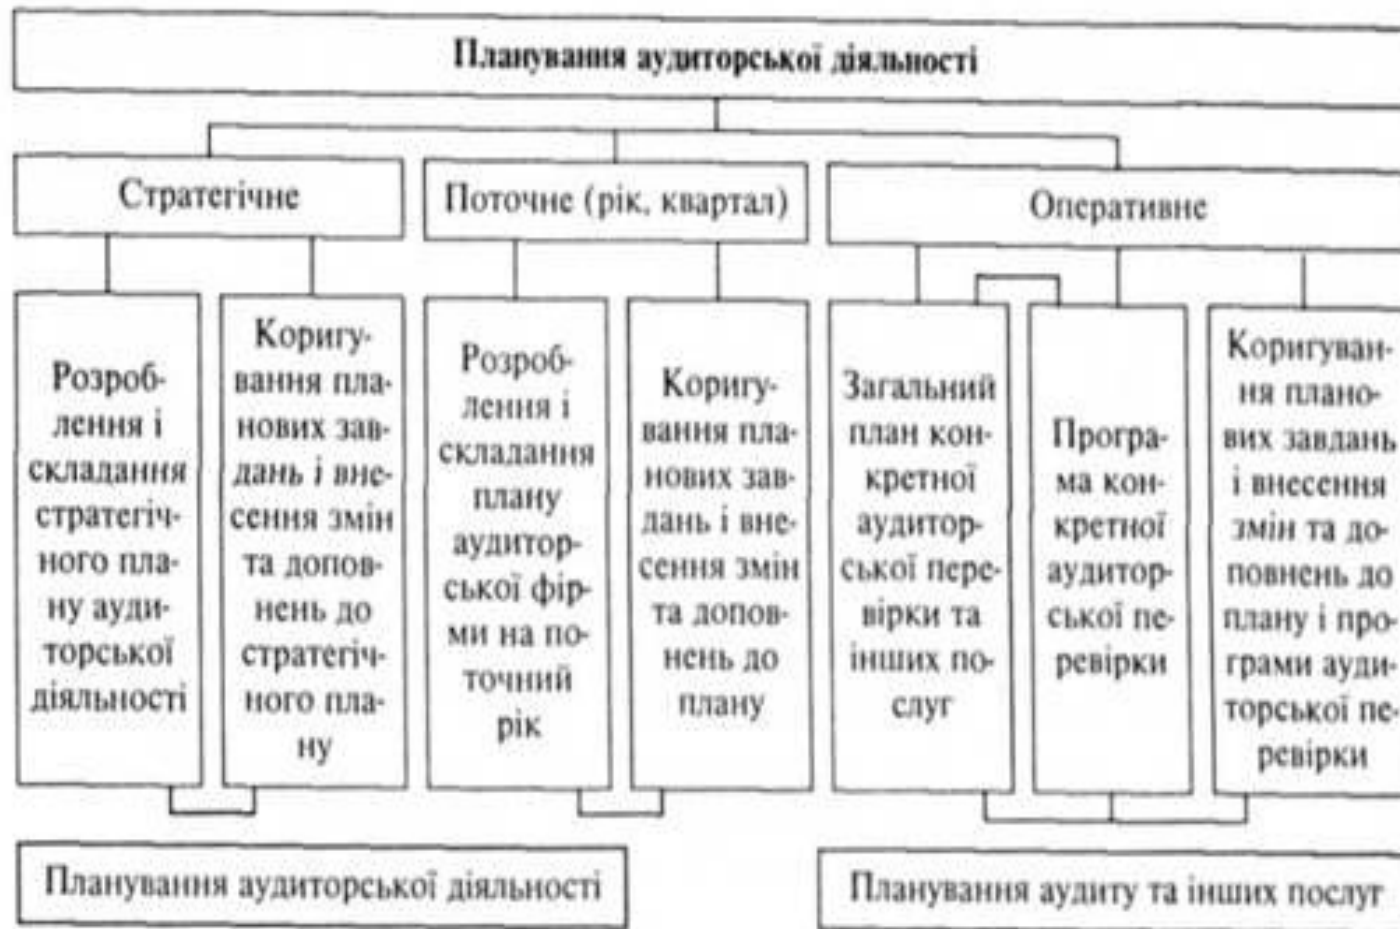 Планування аудиторської діяльності
Стратегічне
Поточне (рік, квартал)
Оперативне
Розроб-
лення і
складання
стратегіч-
ного пла-
ну ауди-
торської
діяльності
Коригу-
вання пла-
нових зав-
дань і вне-
сення змін
та допов-
нень до
стратегіч-
ного пла-
ну
Розроб-
лення і
складання
плану
аудитор-
ської фір-
ми на по-
точний
рік
Коригу-
вання пла-
нових зав-
дань і вне-
сення змін
та допов-
нень до
плану
Загальний
план кон-
кретної
аудитор-
ської пере-
вірки та
інших по-
слуг
Програ-
ма кон-
кретної
аудитор-
ської пе-
ревірки
Коригуван-
ня плано-
вих завдань
і внесення
змін та до-
повнень до
плану і про-
грами ауди-
торської пе-
ревірки
Планування аудиторської діяльності
Планування аудиту та інших послуг